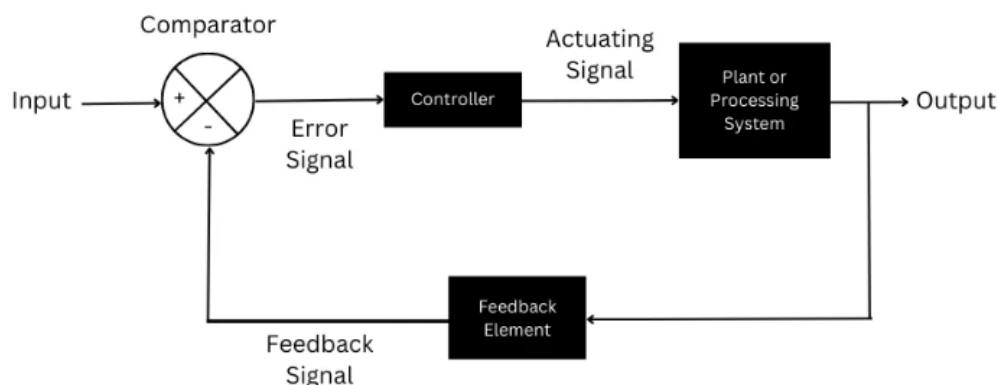 Comparator
Input
+
-
Error
Signal
Controller
Actuating
Signal
Plant or
Processing
System
Output
Feedback
Element
Feedback
Signal